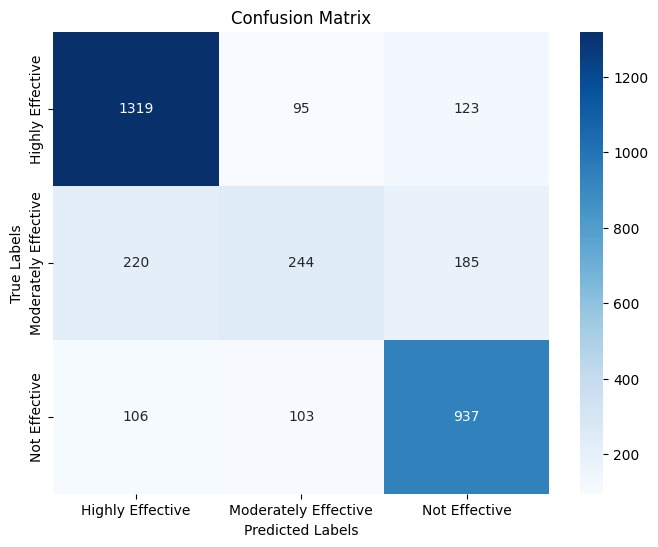 Confusion Matrix
True Labels
Highly Effective
Moderately Effective
Not Effective
1319 95 123
220 244 185
106 103 937
Highly Effective Moderately Effective Not Effective
Predicted Labels
1200
1000
800
600
400
200